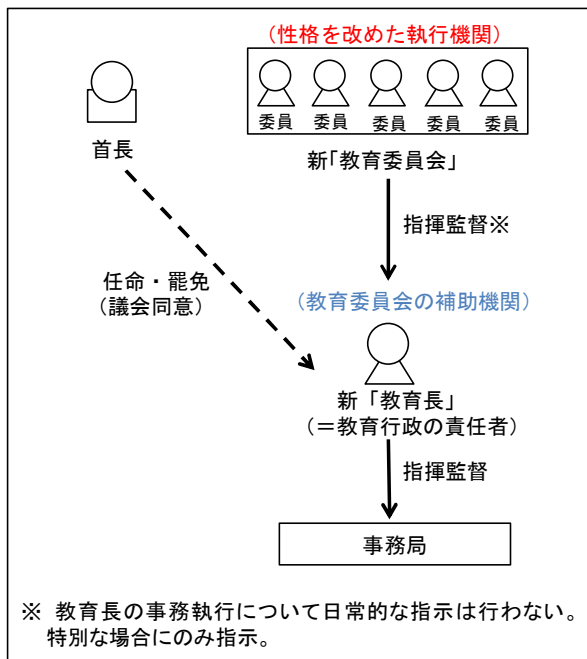 (性格を改めた執行機関)
委員 委員 委員 委員 委員
首長
新「教育委員会」
指揮監督※
任命・罷免
(議会同意)
(教育委員会の補助機関)
新「教育長」
(=教育行政の責任者)
指揮監督
事務局
※ 教育長の事務執行について日常的な指示は行わない。
特別な場合にのみ指示。